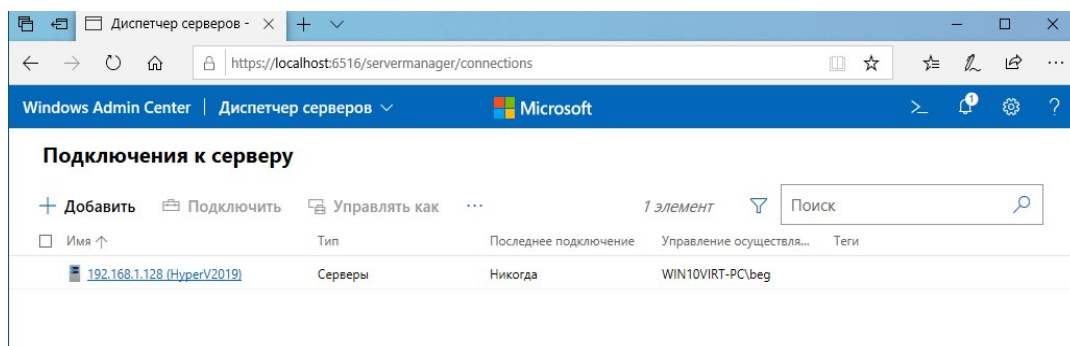 Диспетчер серверов -
https://localhost:6516/servermanager/connections
Windows Admin Center | Диспетчер серверов Microsoft >_ 1 ?
Подключения к серверу
+ Добавить Подключить Управлять как ... 1 элемент Поиск
Имя ↑ Тип Последнее подключение Управление осуществля... Теги
192.168.1.128 (HyperV2019) Серверы Никогда WIN10VIRT-PC\beg